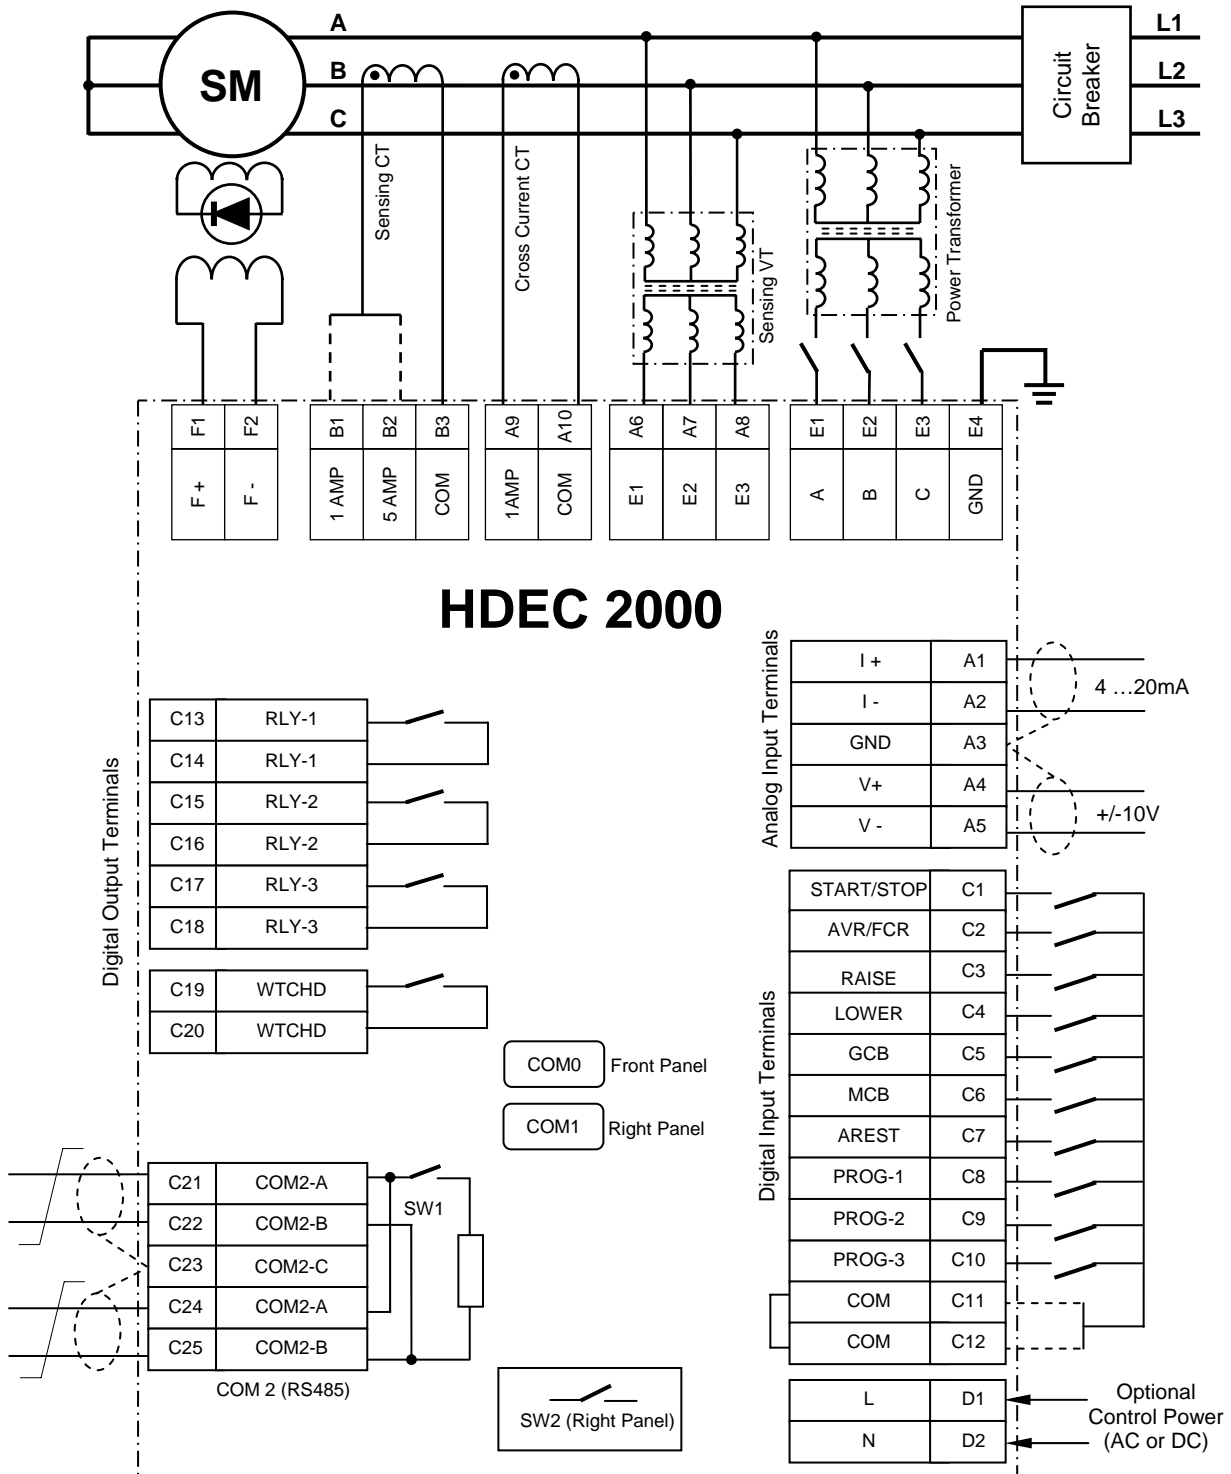 A
L1
SM
B
L2
Circuit
Breaker
C
L3
Sensing CT
Cross Current CT
Sensing VT
Power Transformer
F1 F2 B1 B2 B3 A9 A10 A6 A7 A8 E1 E2 E3 E4
F + F - 1 AMP 5 AMP COM 1AMP COM E1 E2 E3 A B C GND
HDEC 2000
Digital Output Terminals
C13 RLY-1
C14 RLY-1
C15 RLY-2
C16 RLY-2
C17 RLY-3
C18 RLY-3
C19 WTCHD
C20 WTCHD
COM0 Front Panel
COM1 Right Panel
C21 COM2-A
C22 COM2-B
C23 COM2-C
C24 COM2-A
C25 COM2-B
SW1
COM 2 (RS485)
SW2 (Right Panel)
Analog Input Terminals
I + A1
I - A2
GND A3
V+ A4
V - A5
4 ...20mA
+/-10V
Digital Input Terminals
START/STOP C1
AVR/FCR C2
RAISE C3
LOWER C4
GCB C5
MCB C6
AREST C7
PROG-1 C8
PROG-2 C9
PROG-3 C10
COM C11
COM C12
L D1
N D2
Optional
Control Power
(AC or DC)